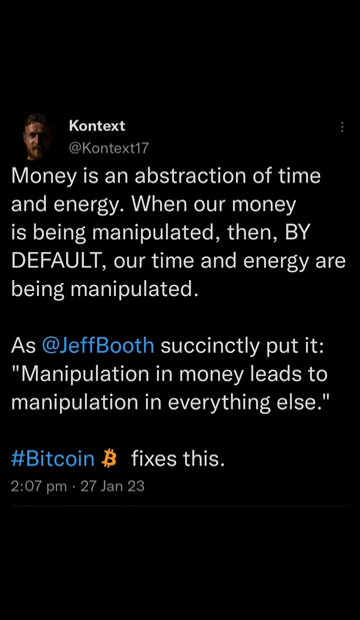 Kontext
@Kontext17
Money is an abstraction of time
and energy. When our money
is being manipulated, then, BY
DEFAULT, our time and energy are
being manipulated.
As @JeffBooth succinctly put it:
"Manipulation in money leads to
manipulation in everything else."
#Bitcoin fixes this.
2:07 pm · 27 Jan 23